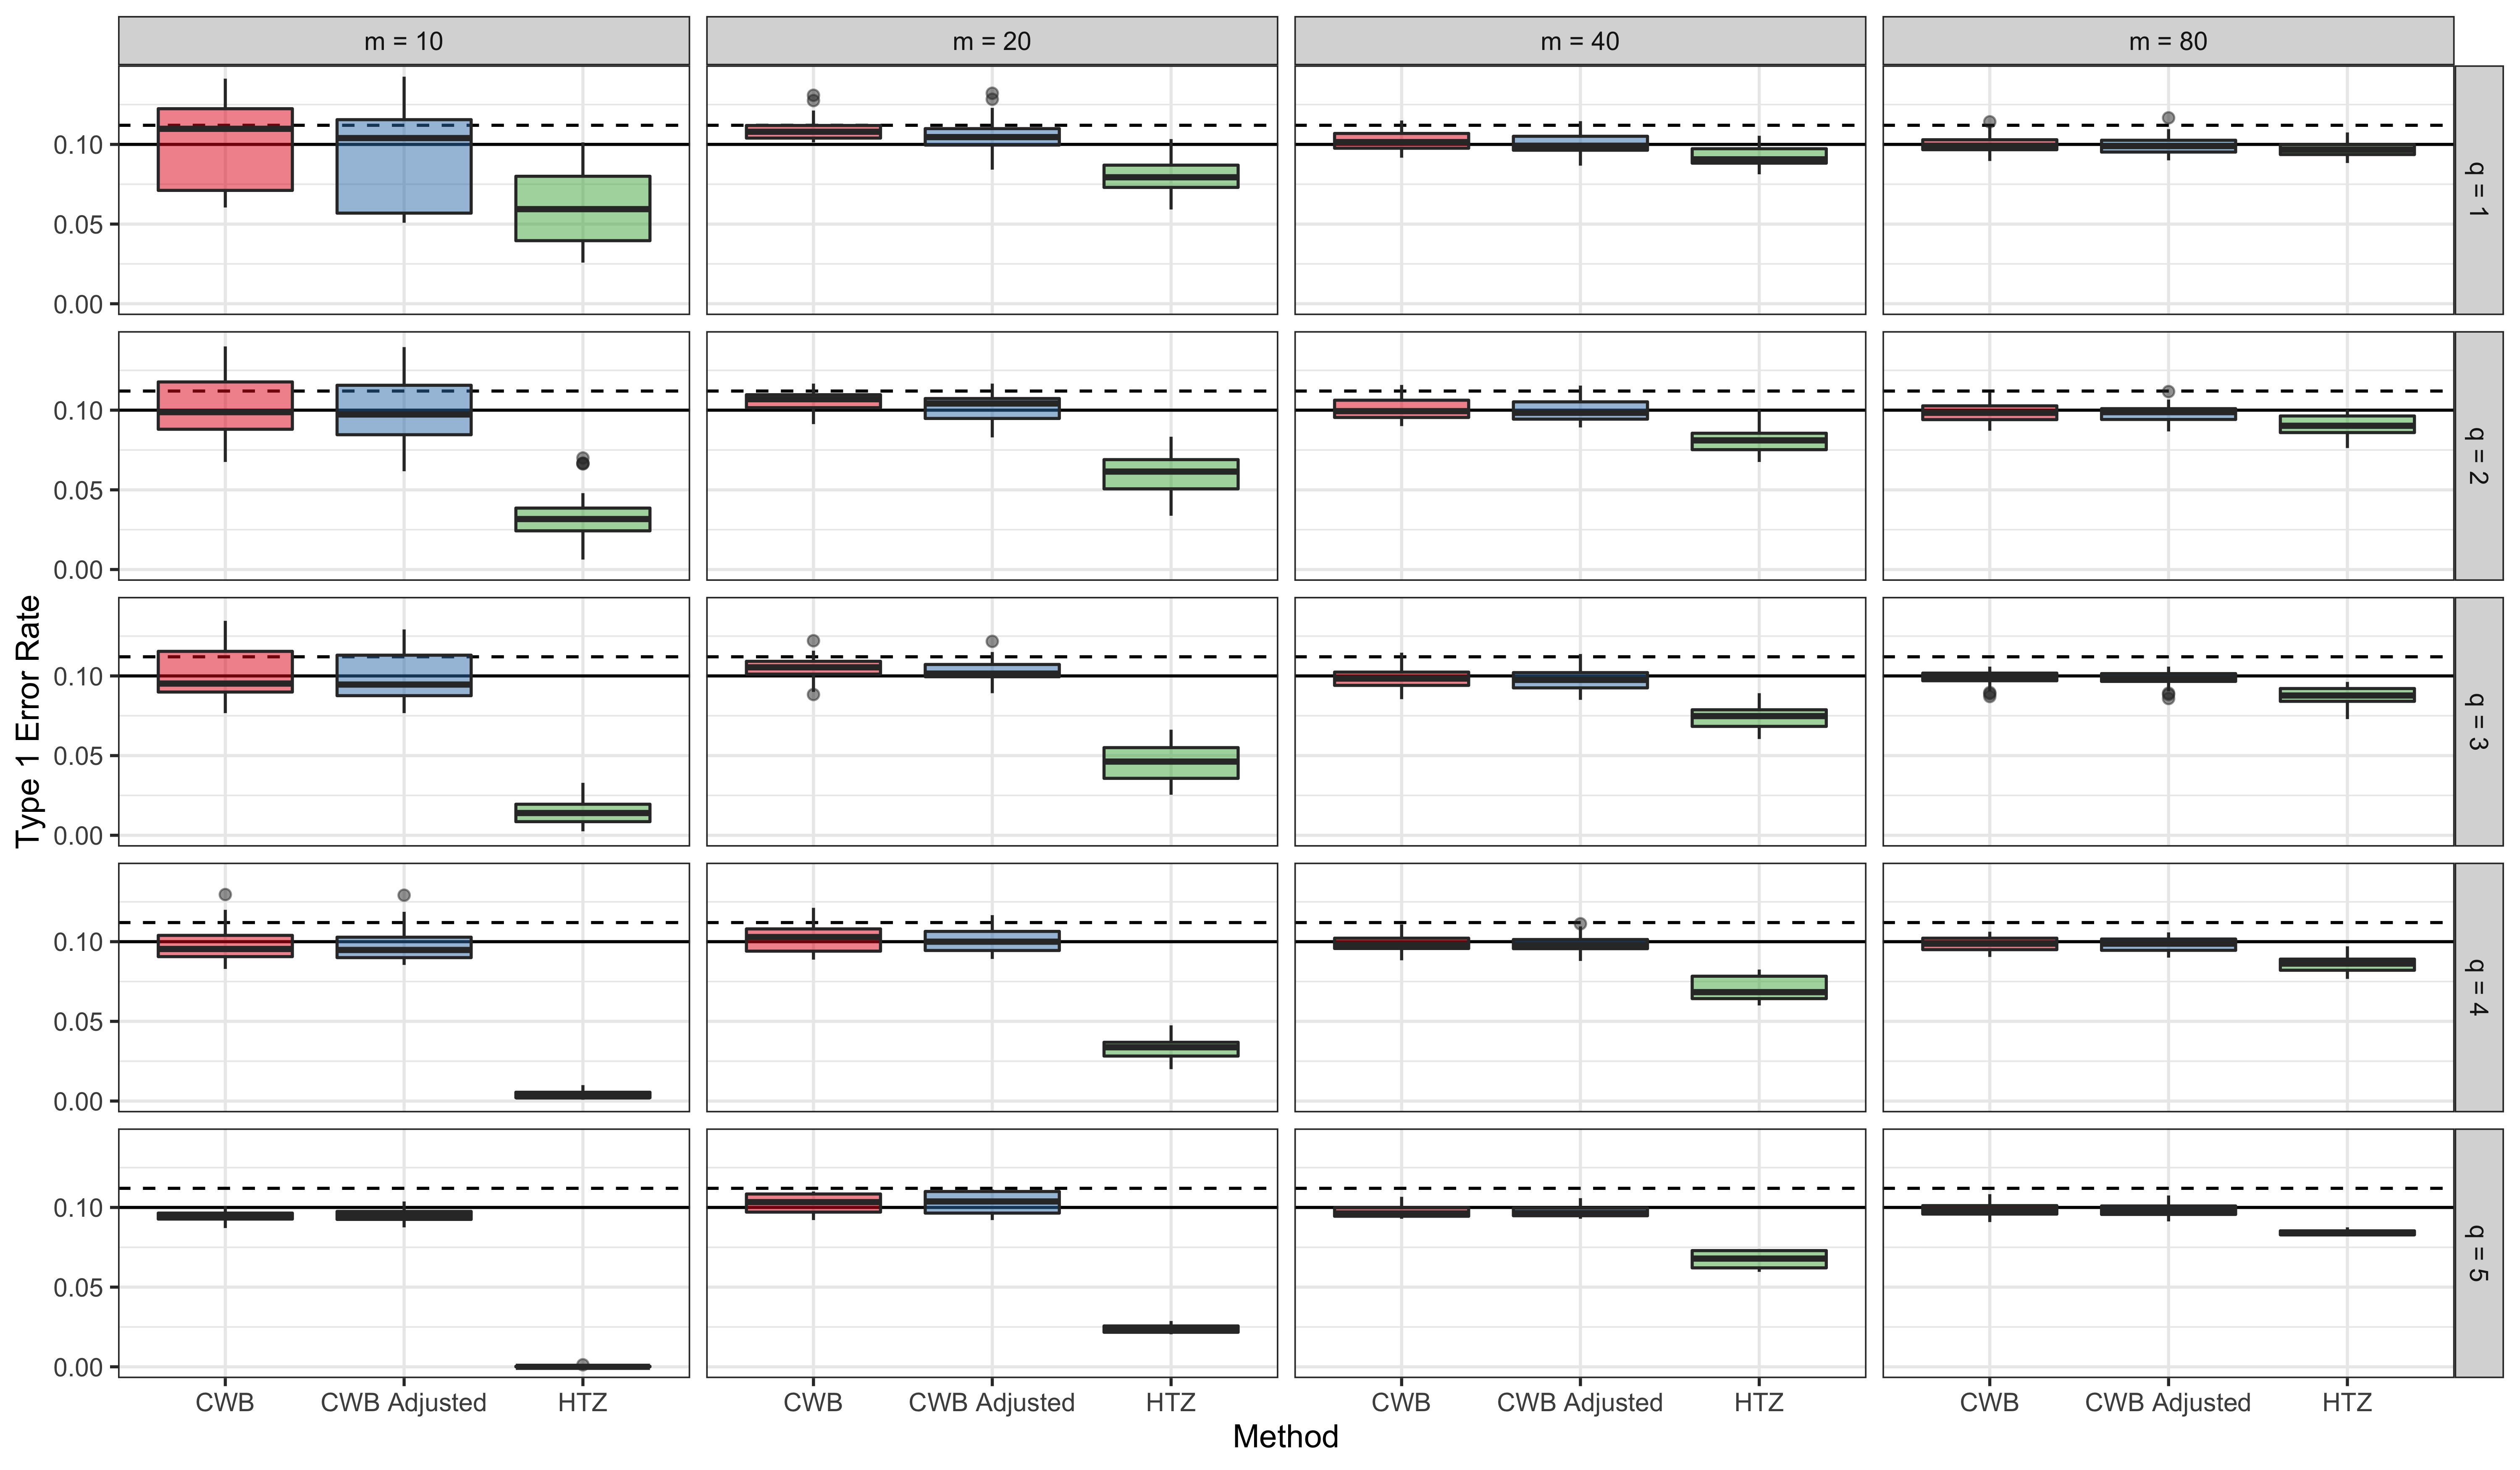 m = 10 m = 20 m = 40 m = 80
Type 1 Error Rate
0.10
0.05
0.00
q = 1
0.10
0.05
0.00
q = 2
0.10
0.05
0.00
q = 3
0.10
0.05
0.00
q = 4
0.10
0.05
0.00
q = 5
CWB CWB Adjusted HTZ CWB CWB Adjusted HTZ CWB CWB Adjusted HTZ CWB CWB Adjusted HTZ
Method